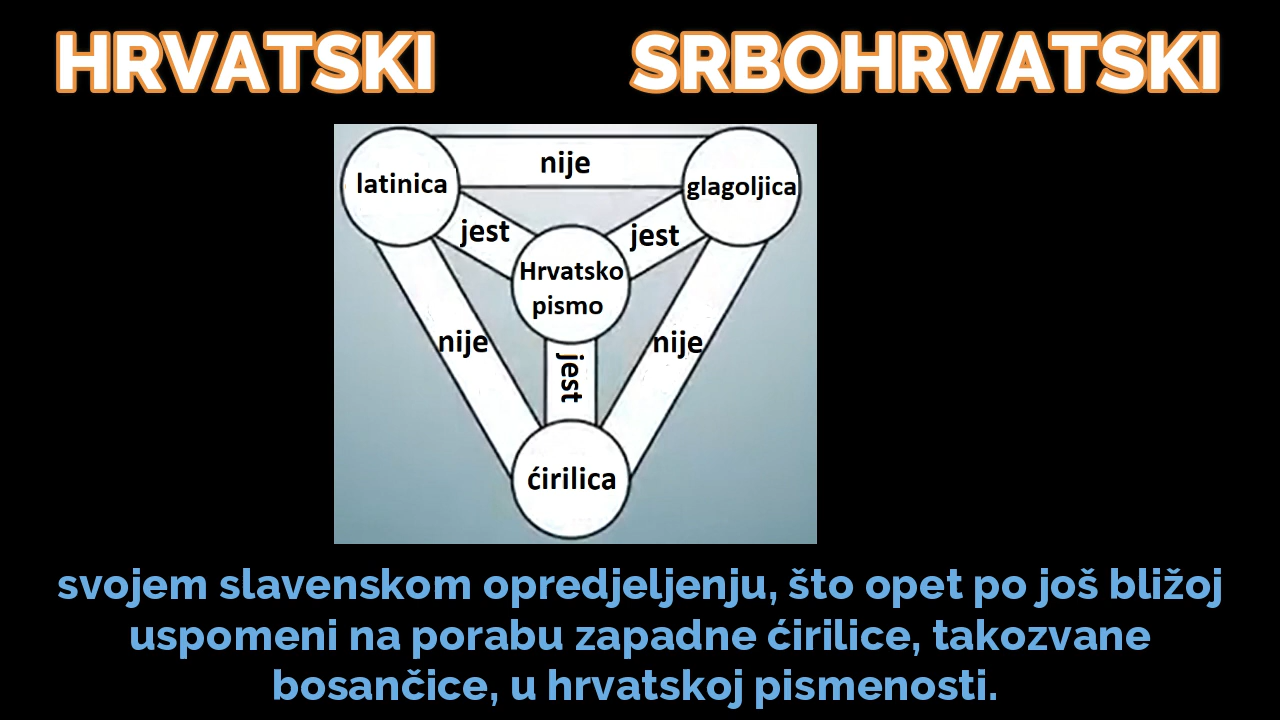 HRVATSKI SRBOHRVATSKI
nije
latinica
glagoljica
jest
jest
Hrvatsko
pismo
nije
nije
jest
ćirilica
svojem slavenskom opredjeljenju, što opet po još bližoj
uspomeni na porabu zapadne ćirilice, takozvane
bosančice, u hrvatskoj pismenosti.